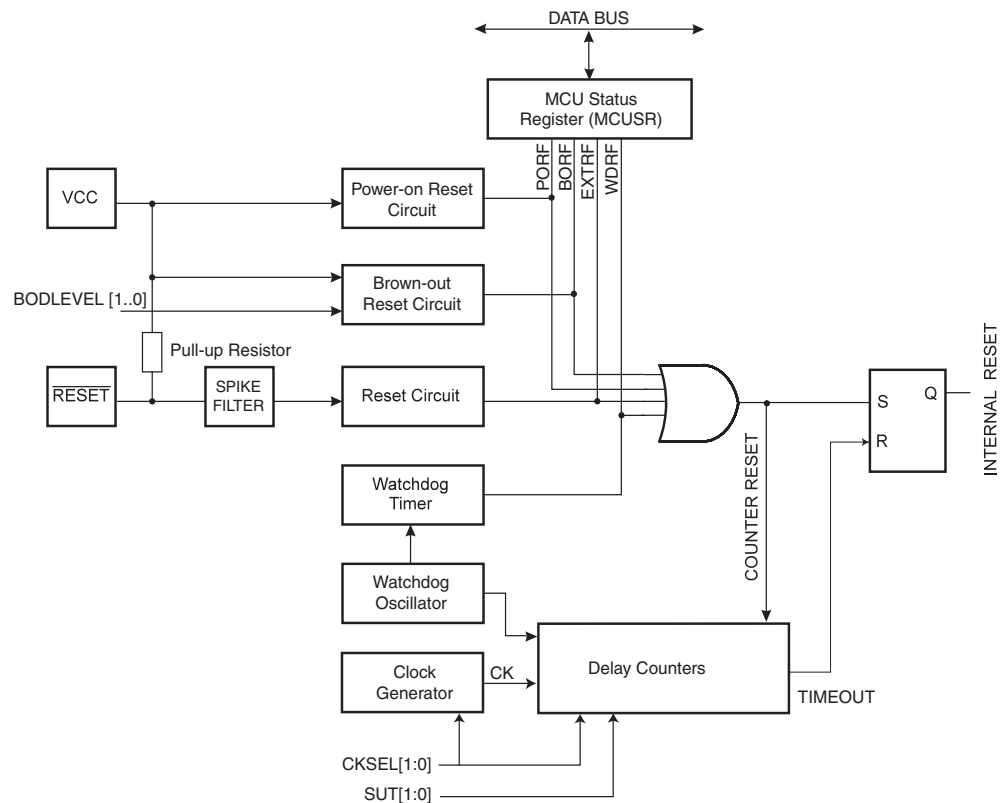 DATA BUS
MCU Status
Register (MCUSR)
PORF
BORF
EXTRF
WDRF
VCC
Power-on Reset
Circuit
Brown-out
Reset Circuit
BODLEVEL [1..0]
Pull-up Resistor
RESET
SPIKE
FILTER
Reset Circuit
S
Q
R
INTERNAL RESET
Watchdog
Timer
COUNTER RESET
Watchdog
Oscillator
Clock
Generator
CK
Delay Counters
TIMEOUT
CKSEL[1:0]
SUT[1:0]